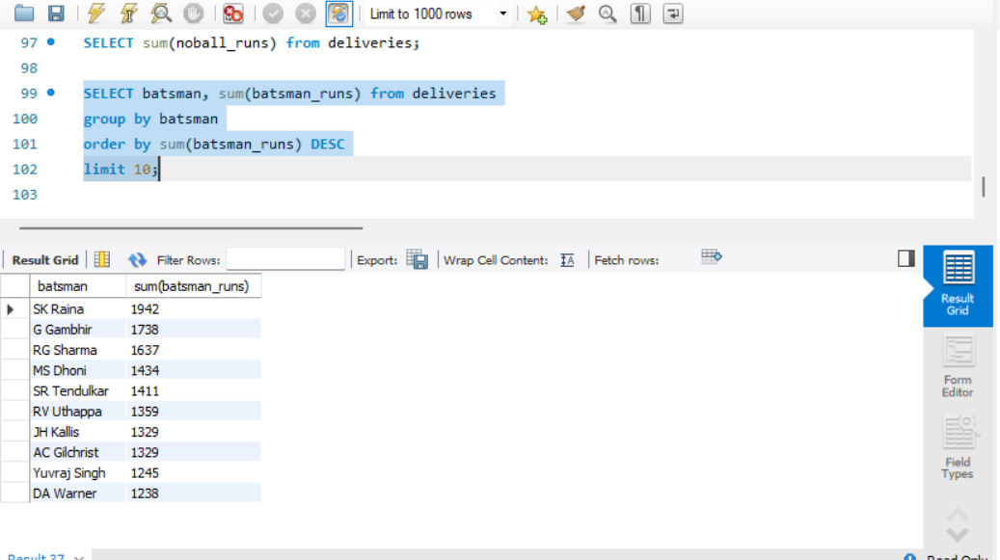 Limit to 1000 rows
97 SELECT sum(noball_runs) from deliveries;
98
99 SELECT batsman, sum(batsman_runs) from deliveries
100 group by batsman
101 order by sum(batsman_runs) DESC
102 limit 10;
103
Result Grid Filter Rows: Export: Wrap Cell Content: Fetch rows:
batsman sum(batsman_runs)
SK Raina 1942
G Gambhir 1738
RG Sharma 1637
MS Dhoni 1434
SR Tendulkar 1411
RV Uthappa 1359
JH Kallis 1329
AC Gilchrist 1329
Yuvraj Singh 1245
DA Warner 1238
Result
Grid
Form
Editor
Field
Types
Result 37
Read Only